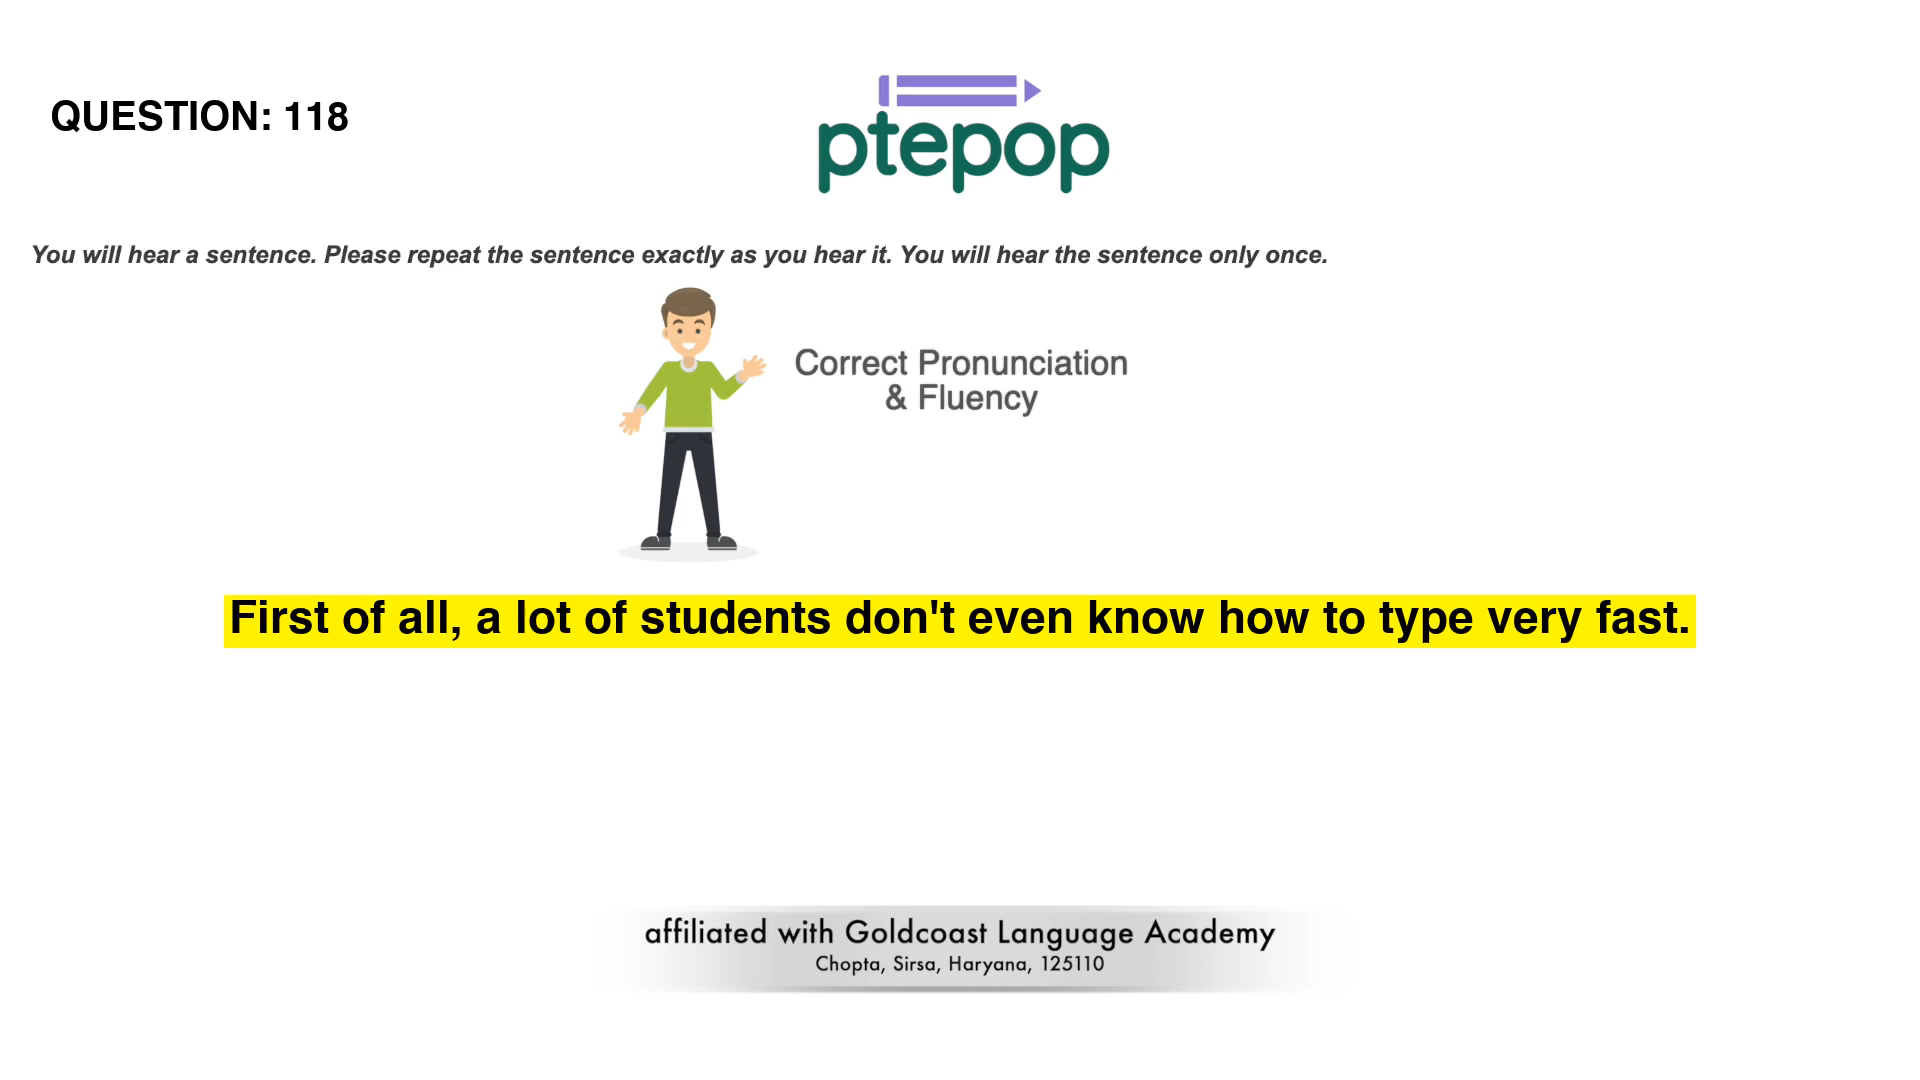 QUESTION: 118
ptepop
You will hear a sentence. Please repeat the sentence exactly as you hear it. You will hear the sentence only once.
Correct Pronunciation
& Fluency
First of all, a lot of students don't even know how to type very fast.
affiliated with Goldcoast Language Academy
Chopta, Sirsa, Haryana, 125110